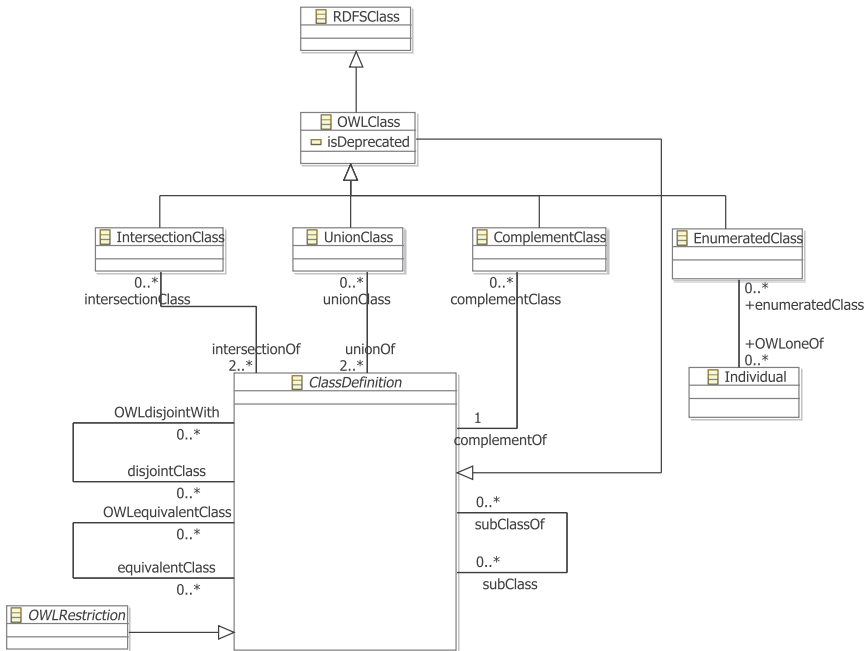 RDFSClass
OWLClass
isDeprecated
IntersectionClass
UnionClass
ComplementClass
EnumeratedClass
0..*
intersectionClass
0..*
unionClass
0..*
complementClass
0..*
+enumeratedClass
intersectionOf
2..*
unionOf
2..*
+OWLoneOf
0..*
Individual
ClassDefinition
OWLdisjointWith
0..*
1
complementOf
disjointClass
0..*
0..*
subClassOf
OWLequivalentClass
0..*
0..*
subClass
equivalentClass
0..*
OWLRestriction